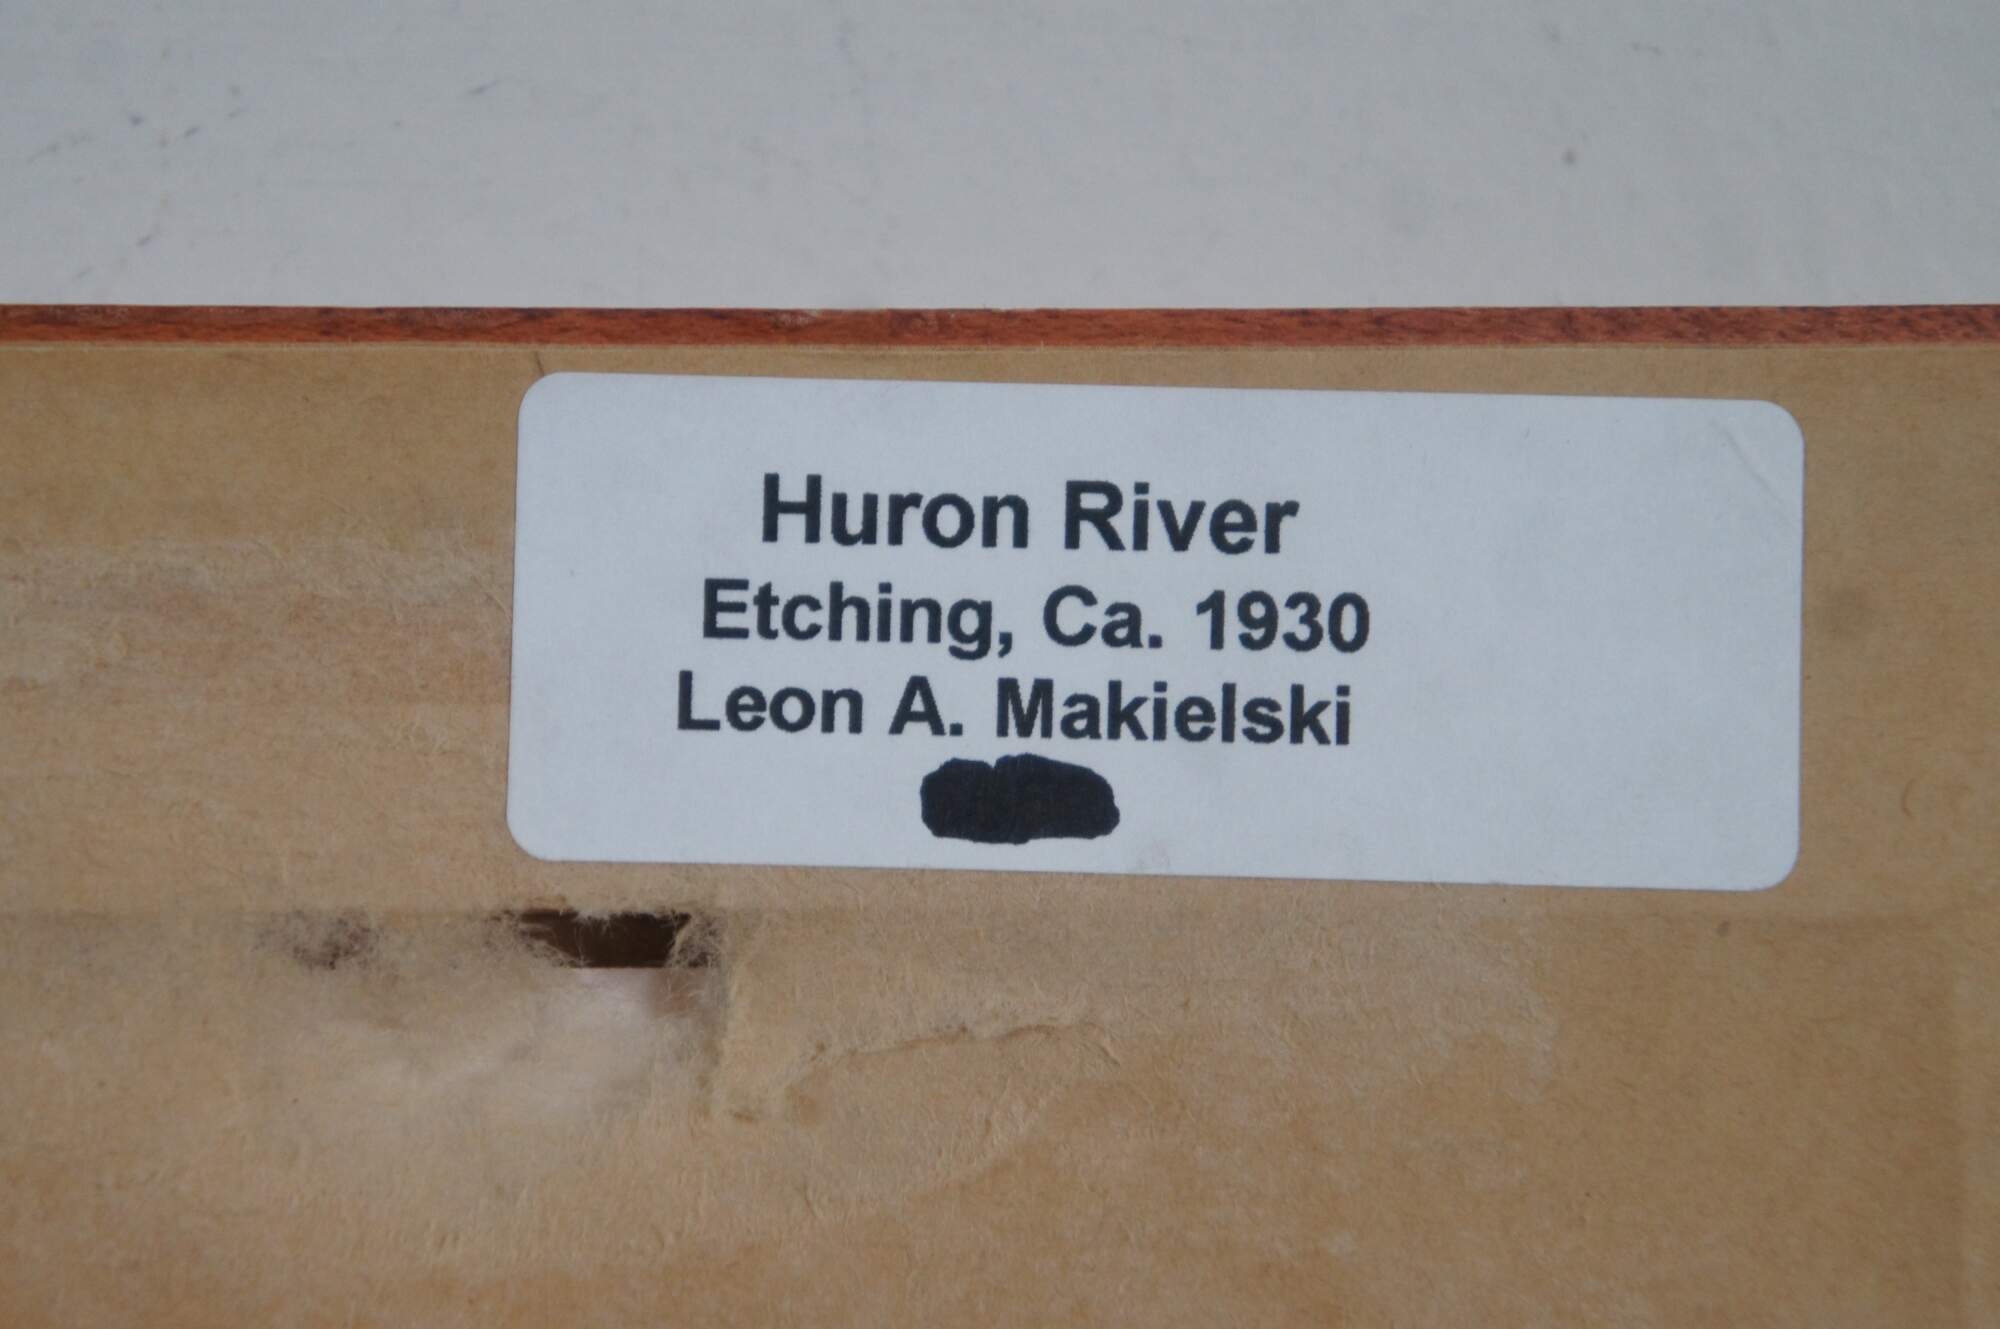 Huron River
Etching, Ca. 1930
Leon A. Makielski